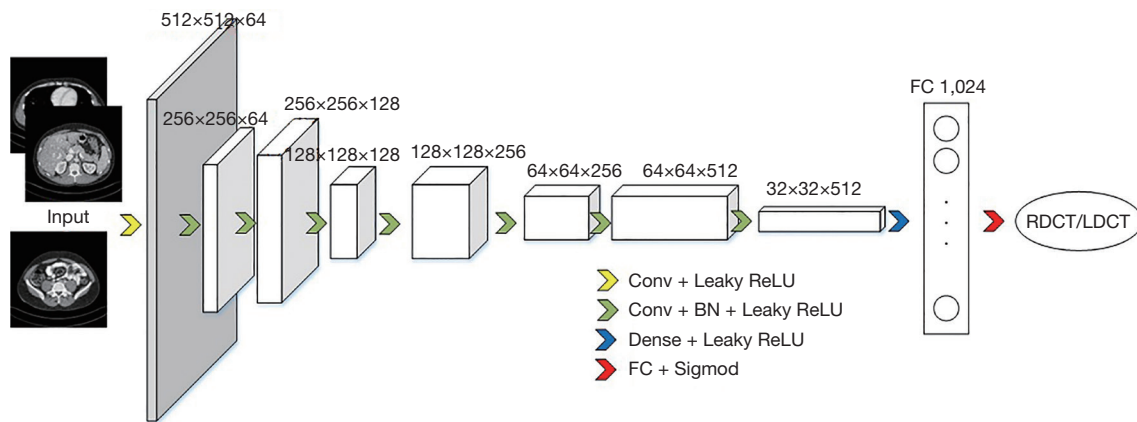 512×512×64
256×256×64
256×256×128
128×128×128
128×128×256
64×64×256
64×64×512
32×32×512
FC 1,024
Input
RDCT/LDCT
Conv + Leaky ReLU
Conv + BN + Leaky ReLU
Dense + Leaky ReLU
FC + Sigmod